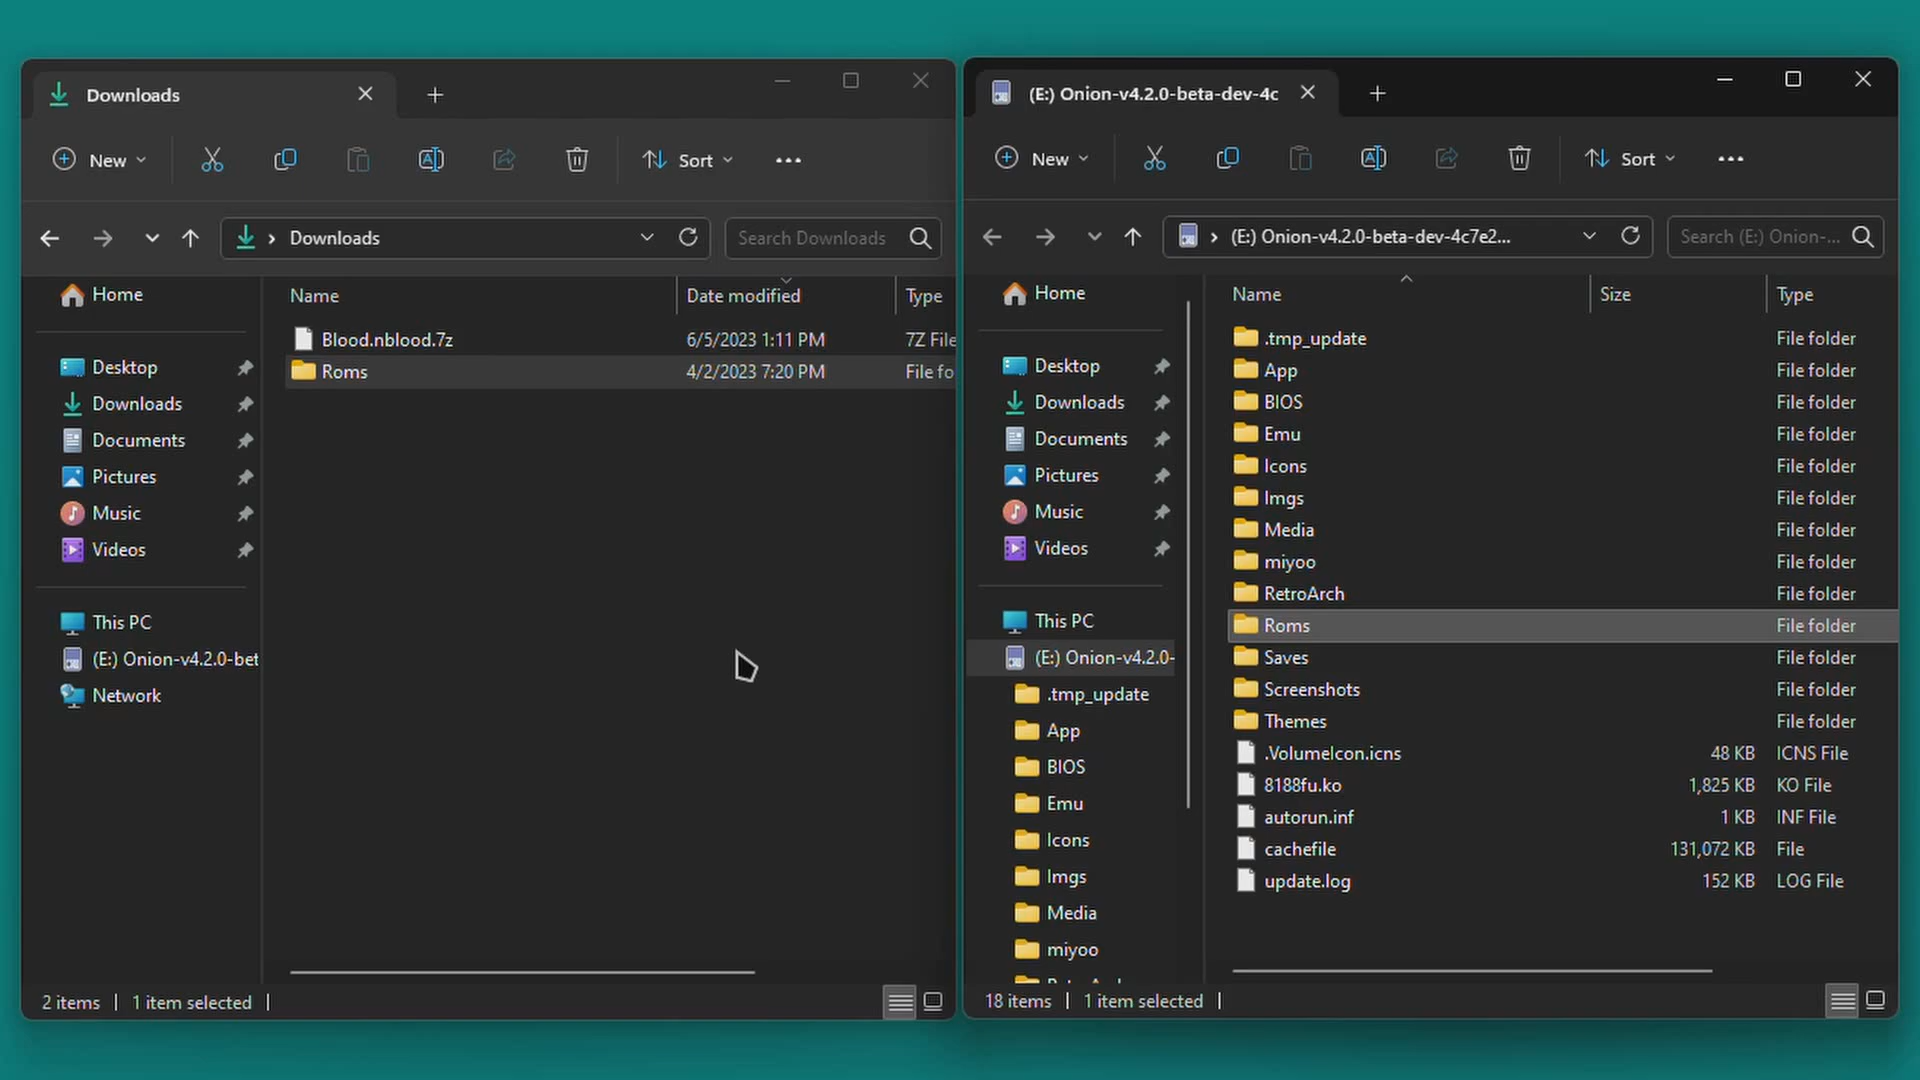 Downloads
New
Sort
Downloads
Search Downloads
Home
Desktop
Downloads
Documents
Pictures
Music
Videos
This PC
(E:) Onion-v4.2.0-bet
Network
Name Date modified Type
Blood.nblood.7z 6/5/2023 1:11 PM 7Z File
Roms 4/2/2023 7:20 PM File fo
2 items 1 item selected
(E:) Onion-v4.2.0-beta-dev-4c
New
Sort
(E:) Onion-v4.2.0-beta-dev-4c7e2...
Search (E:) Onion-...
Home
Desktop
Downloads
Documents
Pictures
Music
Videos
This PC
(E:) Onion-v4.2.0-
.tmp_update
App
BIOS
Emu
Icons
Imgs
Media
miyoo
Name Size Type
.tmp_update File folder
App File folder
BIOS File folder
Emu File folder
Icons File folder
Imgs File folder
Media File folder
miyoo File folder
RetroArch File folder
Roms File folder
Saves File folder
Screenshots File folder
Themes File folder
.VolumeIcon.icns 48 KB ICNS File
8188fu.ko 1,825 KB KO File
autorun.inf 1 KB INF File
cachefile 131,072 KB File
update.log 152 KB LOG File
18 items 1 item selected